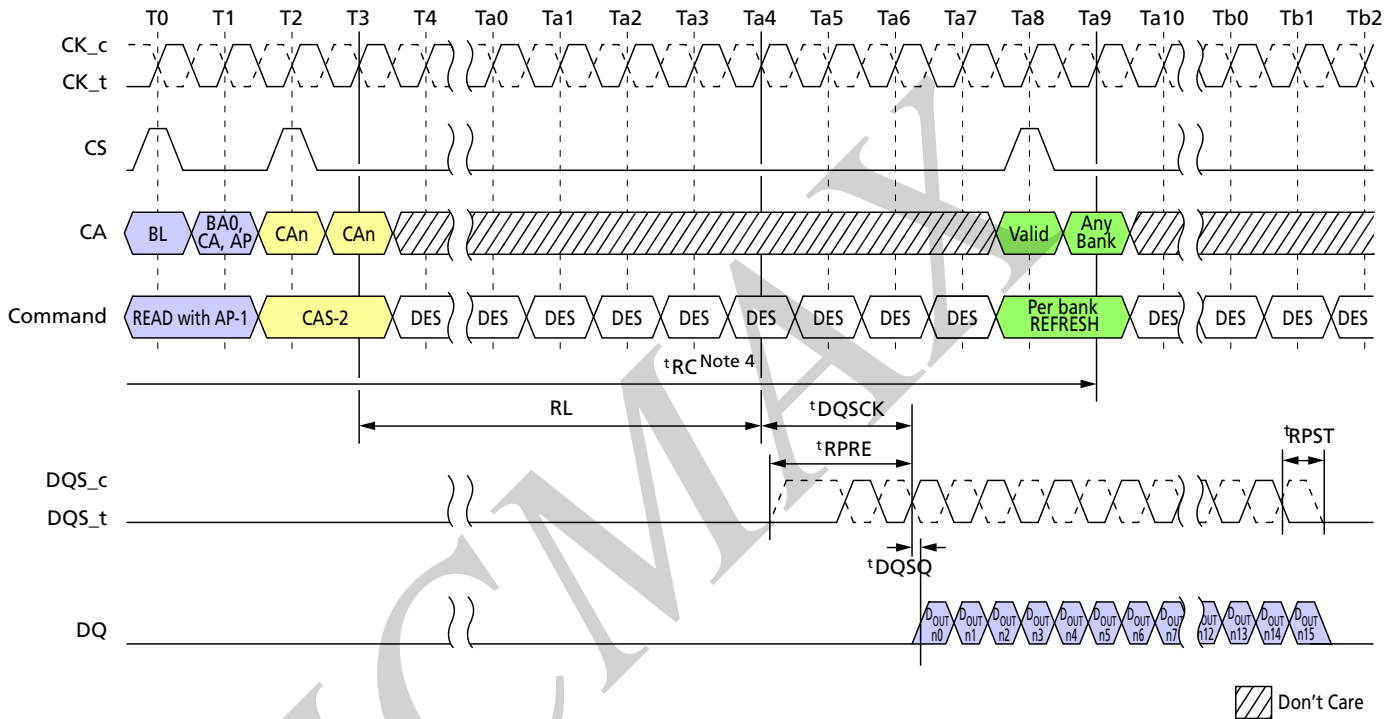 T0 T1 T2 T3 T4 Ta0 Ta1 Ta2 Ta3 Ta4 Ta5 Ta6 Ta7 Ta8 Ta9 Ta10 Tb0 Tb1 Tb2
CK_c
CK_t
CS
CA BL BA0, CA, AP CAn CAn Valid Any Bank
Command READ with AP-1 CAS-2 DES DES DES DES DES DES DES DES DES Per bank REFRESH DES DES DES DES
tRC Note 4
RL tDQSCK
tRPRE tRPST
DQS_c
DQS_t
tDQSQ
DQ DOUT n0 DOUT n1 DOUT n2 DOUT n3 DOUT n4 DOUT n5 DOUT n6 DOUT n7 DOUT n12 DOUT n13 DOUT n14 DOUT n15
Don't Care